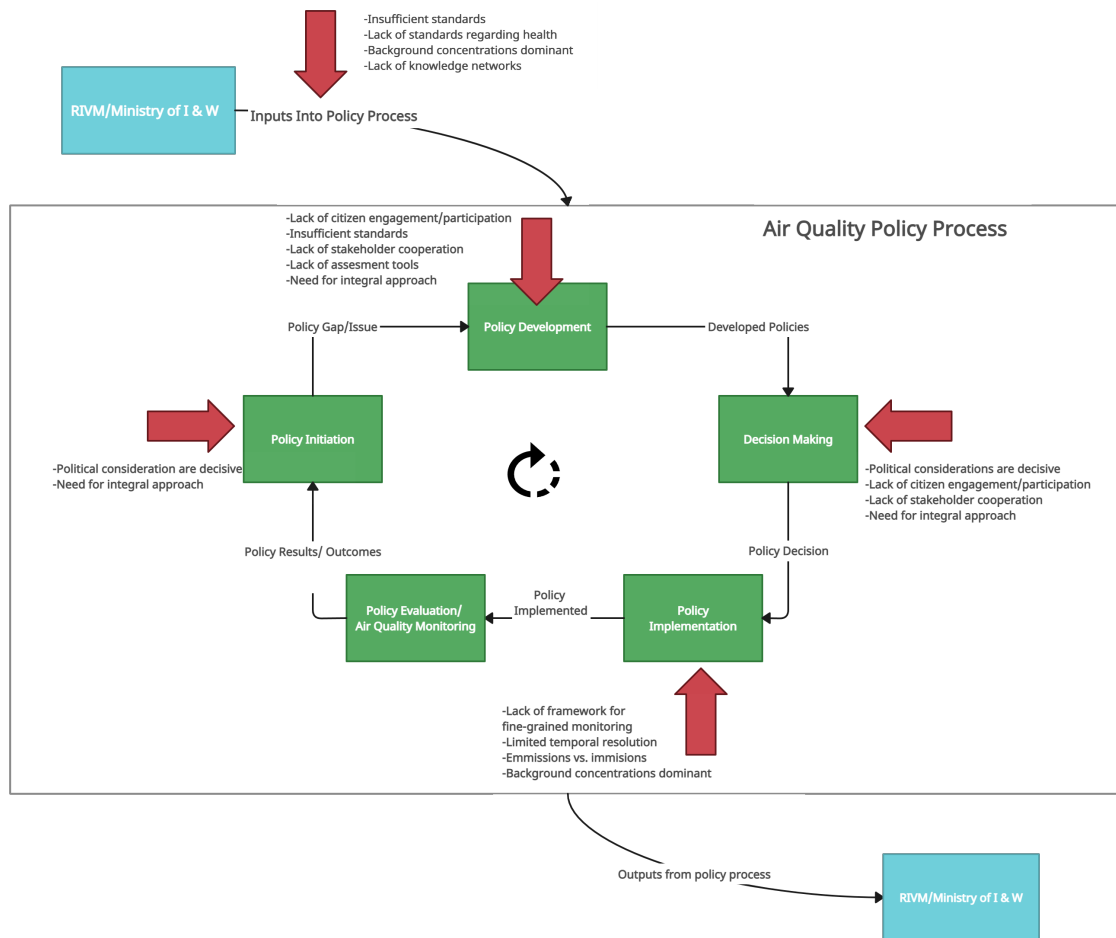 -Insufficient standards
-Lack of standards regarding health
-Background concentrations dominant
-Lack of knowledge networks
RIVM/Ministry of I & W
Inputs Into Policy Process
Air Quality Policy Process
-Lack of citizen engagement/participation
-Insufficient standards
-Lack of stakeholder cooperation
-Lack of assesment tools
-Need for integral approach
Policy Gap/Issue
Policy Development
Developed Policies
Policy Initiation
Decision Making
-Political consideration are decisive
-Need for integral approach
-Political considerations are decisive
-Lack of citizen engagement/participation
-Lack of stakeholder cooperation
-Need for integral approach
Policy Results/ Outcomes
Policy Decision
Policy Evaluation/
Air Quality Monitoring
Policy
Implemented
Policy
Implementation
-Lack of framework for
fine-grained monitoring
-Limited temporal resolution
-Emmissions vs. immisions
-Background concentrations dominant
Outputs from policy process
RIVM/Ministry of I & W